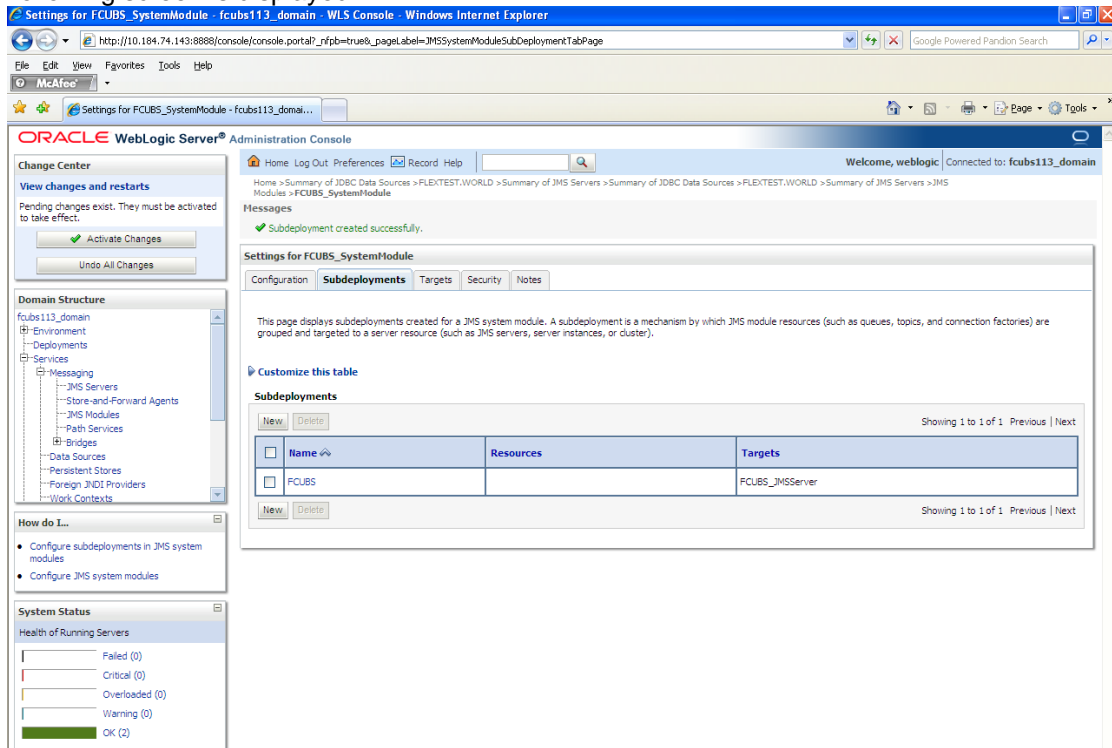 Settings for FCUBS_SystemModule - fcubs113_domain - WLS Console - Windows Internet Explorer
http://10.184.74.143:8888/console/console.portal?_nfpb=true&_pageLabel=JMSSystemModuleSubDeploymentTabPage
Google Powered Pandion Search
File Edit View Favorites Tools Help
McAfee
Settings for FCUBS_SystemModule - fcubs113_domai...
Page Tools
ORACLE WebLogic Server® Administration Console
Change Center
View changes and restarts
Pending changes exist. They must be activated
to take effect.
Activate Changes
Undo All Changes
Domain Structure
fcubs113_domain
Environment
Deployments
Services
Messaging
JMS Servers
Store-and-Forward Agents
JMS Modules
Path Services
Bridges
Data Sources
Persistent Stores
Foreign JNDI Providers
Work Contexts
How do I...
Configure subdeployments in JMS system
modules
Configure JMS system modules
System Status
Health of Running Servers
Failed (0)
Critical (0)
Overloaded (0)
Warning (0)
OK (2)
Home Log Out Preferences Record Help
Welcome, weblogic Connected to: fcubs113_domain
Home >Summary of JDBC Data Sources >FLEXTEST.WORLD >Summary of JMS Servers >Summary of JDBC Data Sources >FLEXTEST.WORLD >Summary of JMS Servers >JMS
Modules >FCUBS_SystemModule
Messages
Subdeployment created successfully.
Settings for FCUBS_SystemModule
Configuration Subdeployments Targets Security Notes
This page displays subdeployments created for a JMS system module. A subdeployment is a mechanism by which JMS module resources (such as queues, topics, and connection factories) are
grouped and targeted to a server resource (such as JMS servers, server instances, or cluster).
Customize this table
Subdeployments
New Delete Showing 1 to 1 of 1 Previous | Next
Name Resources Targets
FCUBS FCUBS_JMSServer
New Delete Showing 1 to 1 of 1 Previous | Next